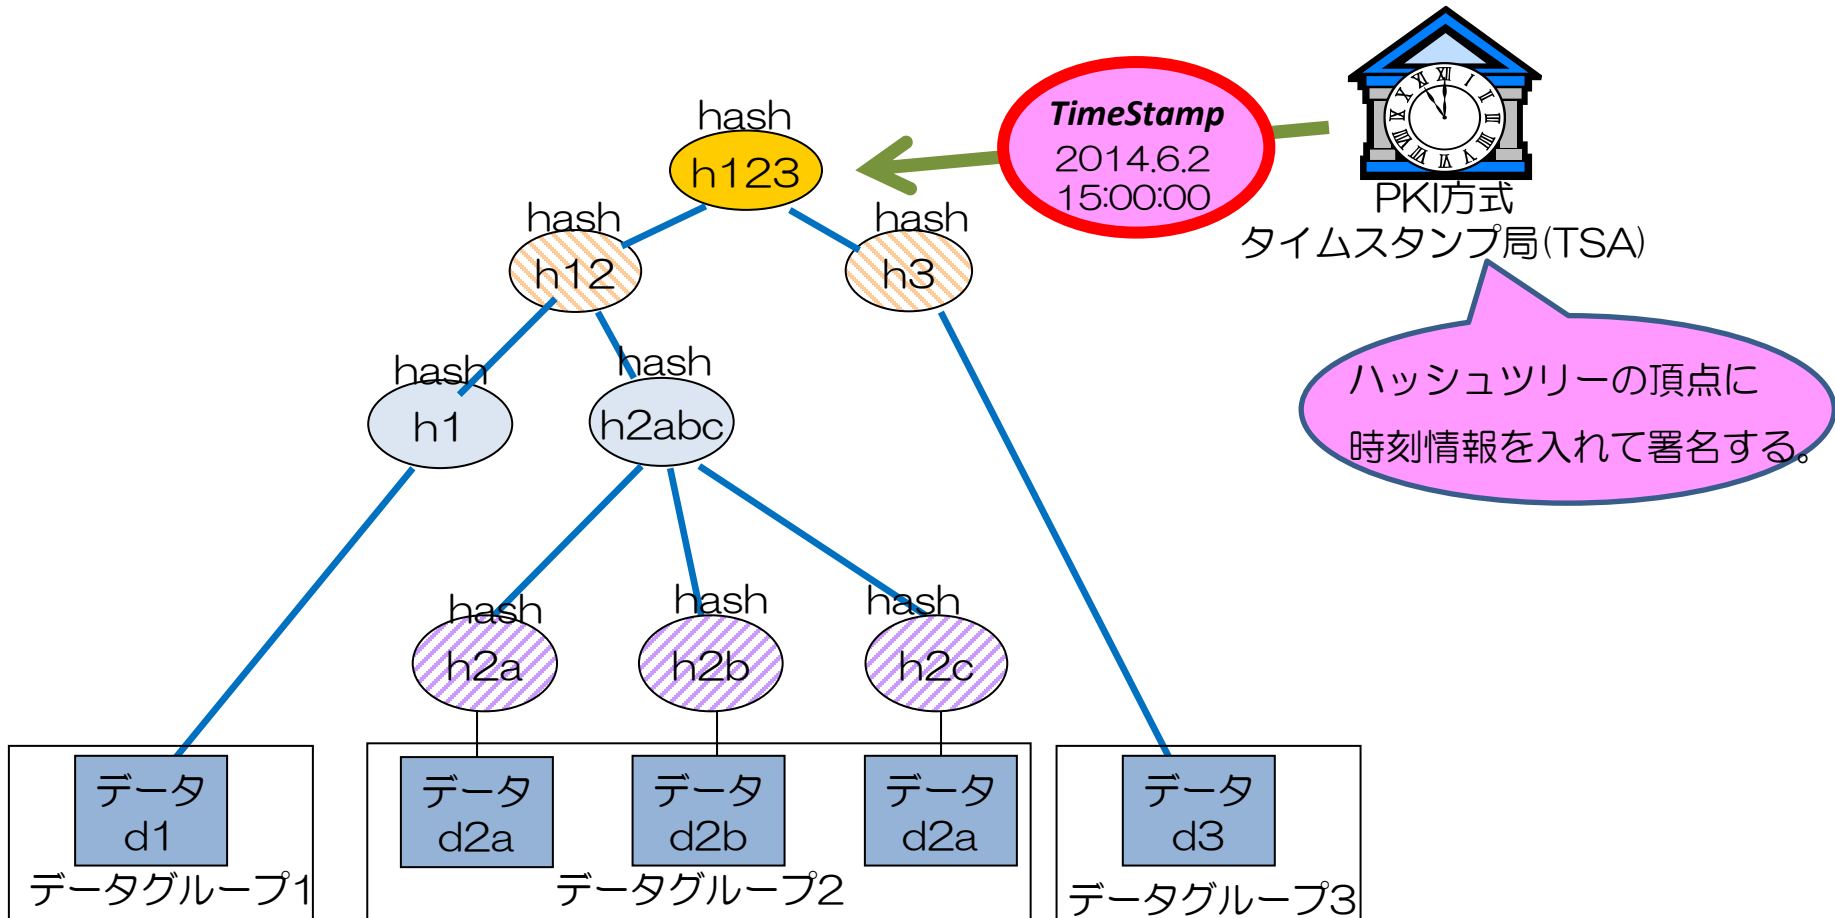 hash
h123
TimeStamp
2014.6.2
15:00:00
PKI方式
タイムスタンプ局(TSA)
hash
h12
hash
h3
ハッシュツリーの頂点に
時刻情報を入れて署名する。
hash
h1
hash
h2abc
hash
h2a
hash
h2b
hash
h2c
データ
d1
データグループ1
データ
d2a
データ
d2b
データ
d2a
データグループ2
データ
d3
データグループ3